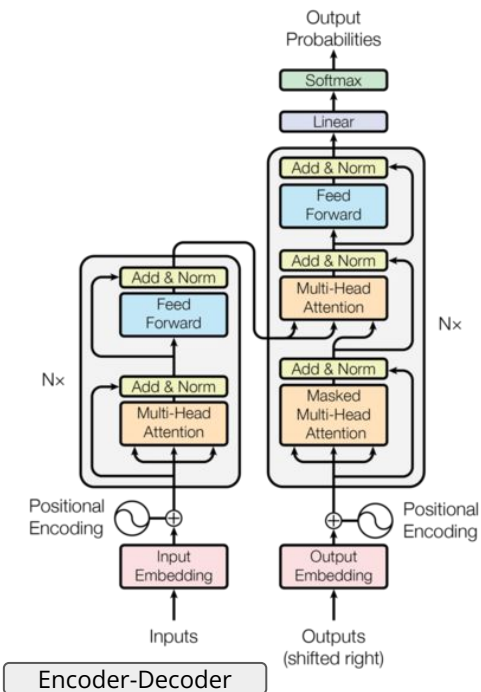 Output
Probabilities
Softmax
Linear
Add & Norm
Feed
Forward
Add & Norm
Multi-Head
Attention
Add & Norm
Masked
Multi-Head
Attention
N×
Add & Norm
Feed
Forward
N×
Add & Norm
Multi-Head
Attention
Positional
Encoding
Positional
Encoding
Input
Embedding
Output
Embedding
Inputs
Outputs
(shifted right)
Encoder-Decoder